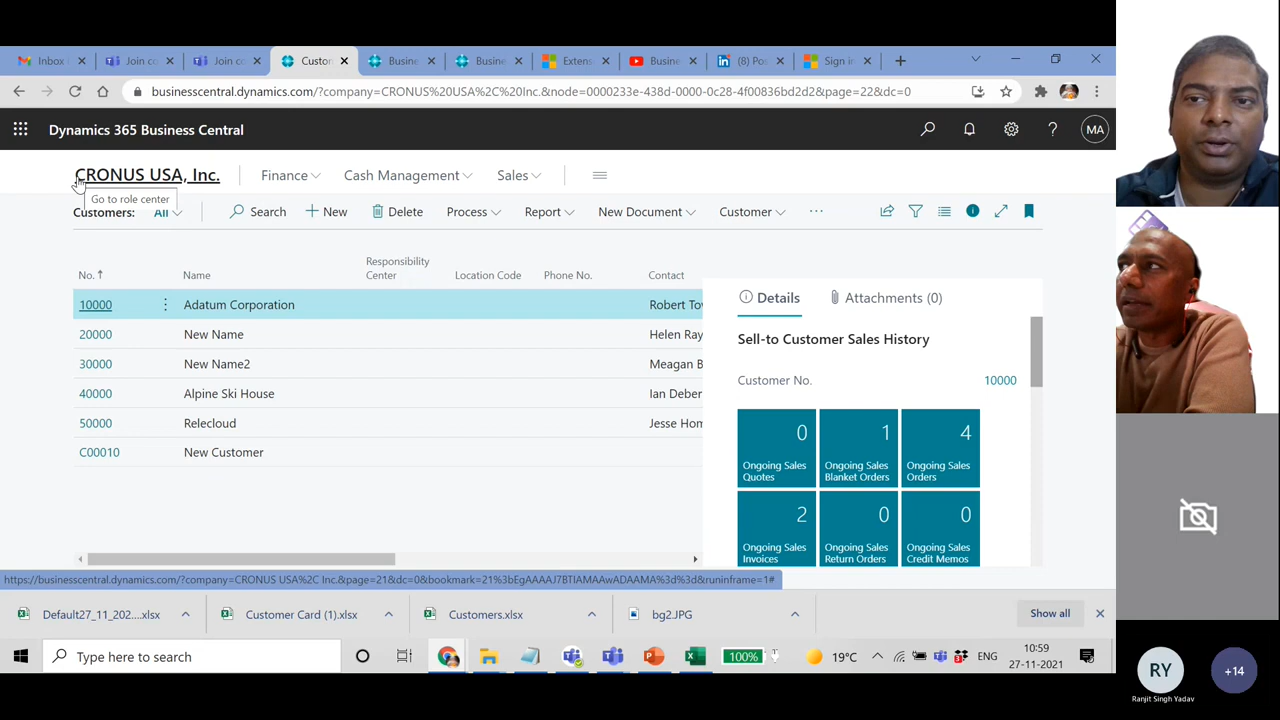 Inbox
Join co
Join co
Custon
Busine
Busine
Extens
Busine
(8) Pos
Sign in
businesscentral.dynamics.com/?company=CRONUS%20USA%2C%20Inc.&node=0000233e-438d-0000-0c28-4f00836bd2d2&page=22&dc=0
Dynamics 365 Business Central
MA
CRONUS USA, Inc.
Finance
Cash Management
Sales
Go to role center
Customers: All
Search
New
Delete
Process
Report
New Document
Customer
No. ↑
Name
Responsibility
Center
Location Code
Phone No.
Contact
10000 Adatum Corporation Robert Tow
20000 New Name Helen Ray
30000 New Name2 Meagan B
40000 Alpine Ski House Ian Deber
50000 Relecloud Jesse Hom
C00010 New Customer
Details
Attachments (0)
Sell-to Customer Sales History
Customer No. 10000
0
Ongoing Sales
Quotes
1
Ongoing Sales
Blanket Orders
4
Ongoing Sales
Orders
2
Ongoing Sales
Invoices
0
Ongoing Sales
Return Orders
0
Ongoing Sales
Credit Memos
https://businesscentral.dynamics.com/?company=CRONUS USA%2C Inc.&page=21&dc=0&bookmark=21%3bEgAAAAJ7BTIAMAAwADAAMA%3d%3d&runinframe=1#
Default27_11_202....xlsx
Customer Card (1).xlsx
Customers.xlsx
bg2.JPG
Show all
Type here to search
100%
19°C
ENG
10:59
27-11-2021
RY
Ranjit Singh Yadav
+14